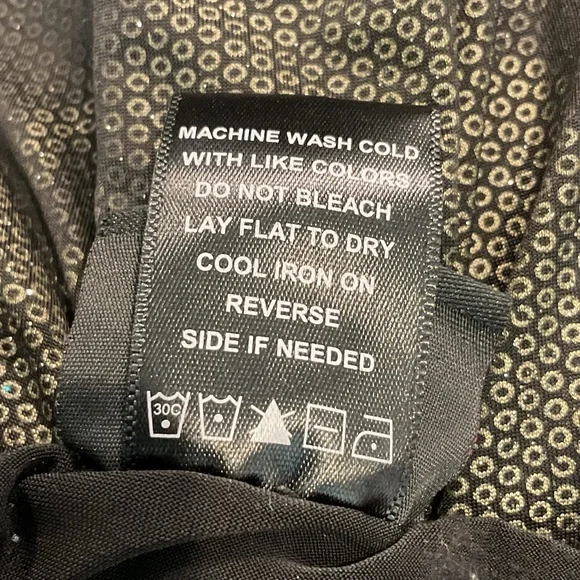 MACHINE WASH COLD
WITH LIKE COLORS
DO NOT BLEACH
LAY FLAT TO DRY
COOL IRON ON
REVERSE
SIDE IF NEEDED
30C